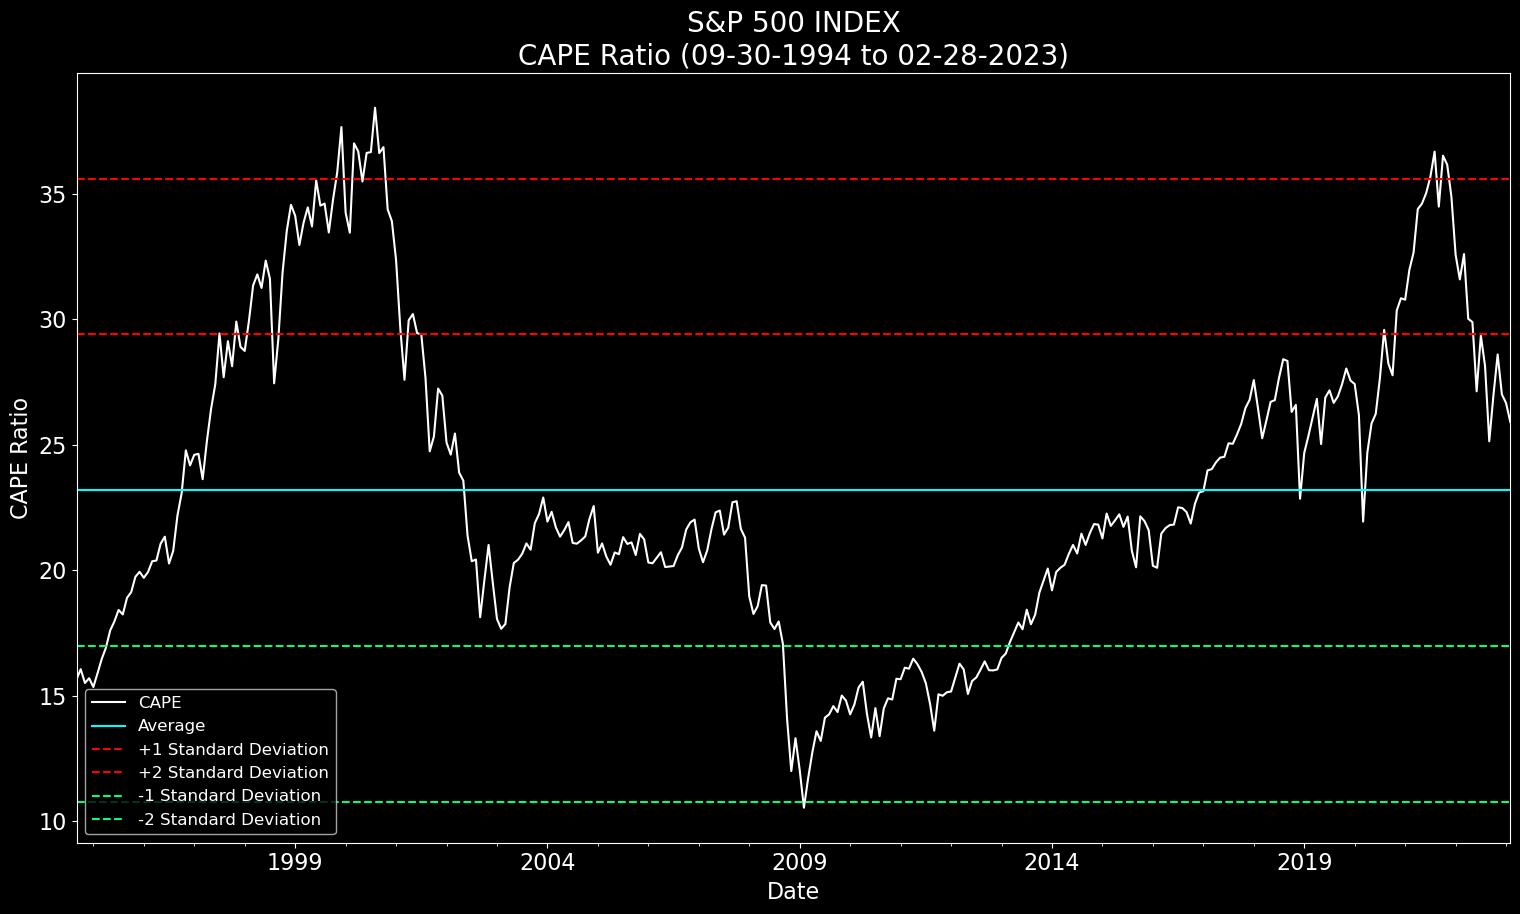 S&P 500 INDEX
CAPE Ratio (09-30-1994 to 02-28-2023)
CAPE Ratio
35
30
25
20
15
10
CAPE
Average
+1 Standard Deviation
+2 Standard Deviation
-1 Standard Deviation
-2 Standard Deviation
1999 2004 2009 2014 2019
Date